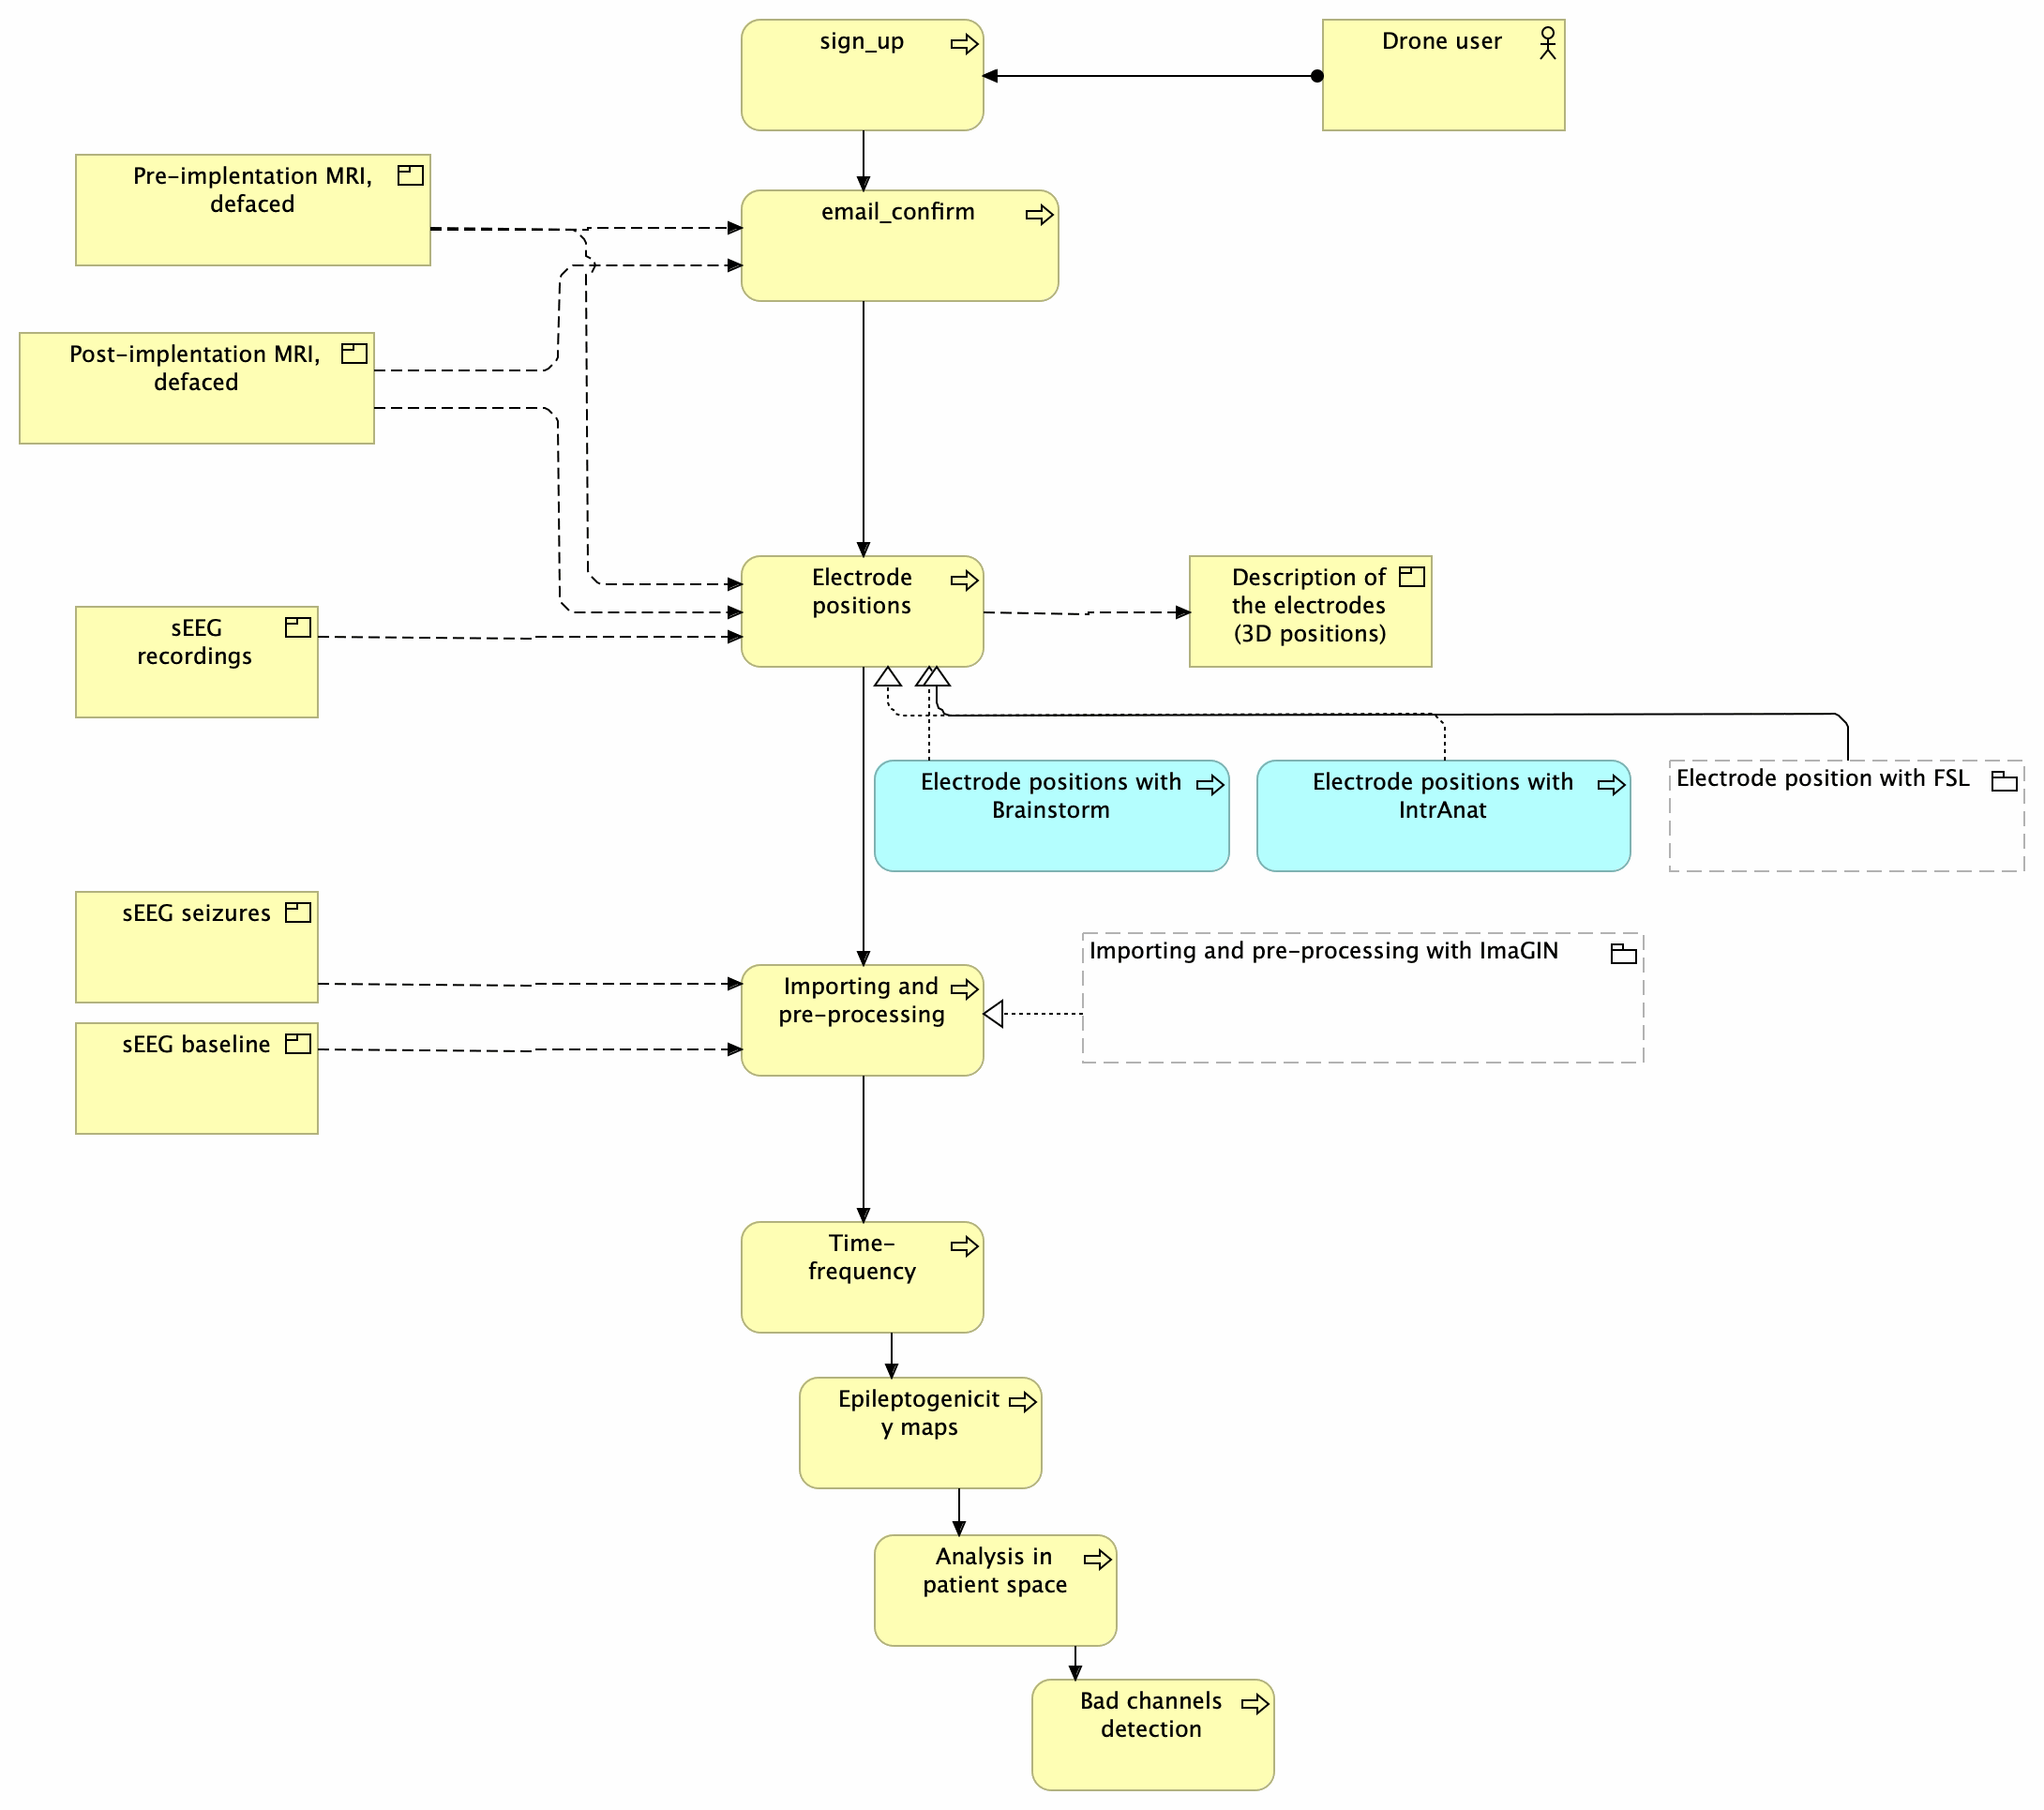 sign_up
Drone user
Pre-implentation MRI,
defaced
email_confirm
Post-implentation MRI,
defaced
Electrode
positions
Description of
the electrodes
(3D positions)
sEEG
recordings
Electrode positions with
Brainstorm
Electrode positions with
IntrAnat
Electrode position with FSL
sEEG seizures
Importing and pre-processing with ImaGIN
Importing and
pre-processing
sEEG baseline
Time-
frequency
Epileptogenicit
y maps
Analysis in
patient space
Bad channels
detection